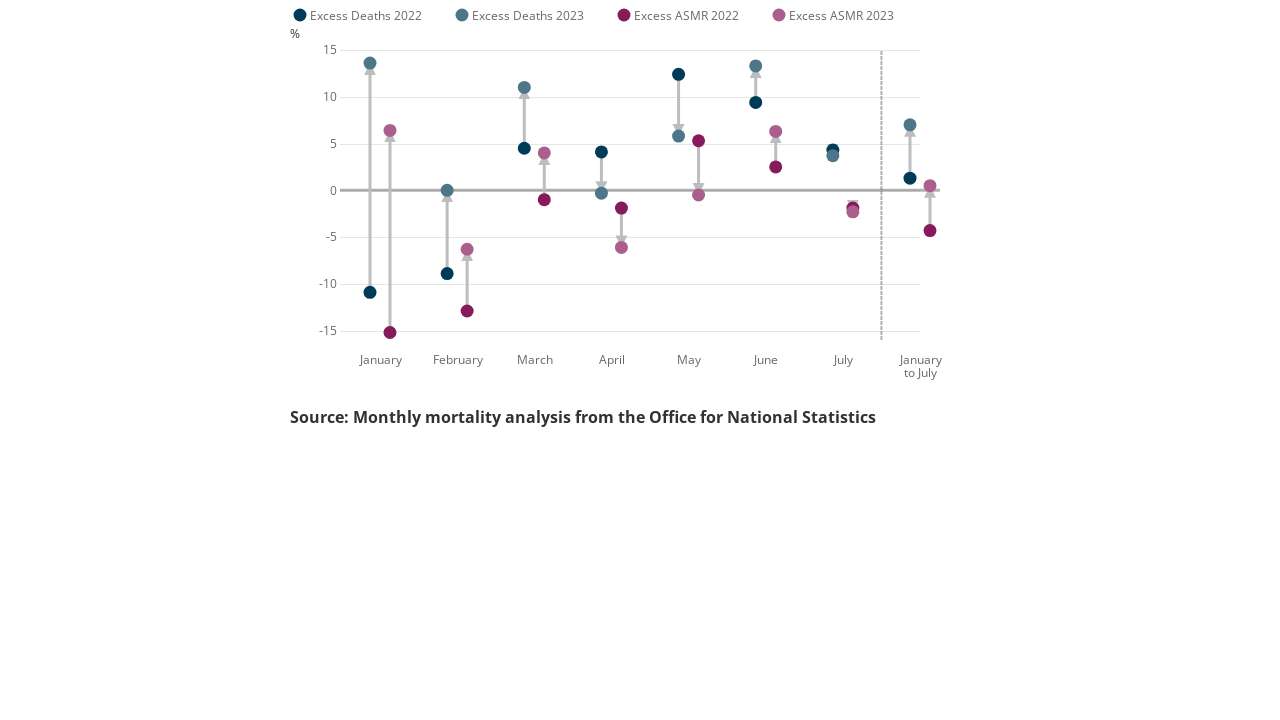 Excess Deaths 2022 Excess Deaths 2023 Excess ASMR 2022 Excess ASMR 2023
%
15
10
5
0
-5
-10
-15
January February March April May June July January
to July
Source: Monthly mortality analysis from the Office for National Statistics